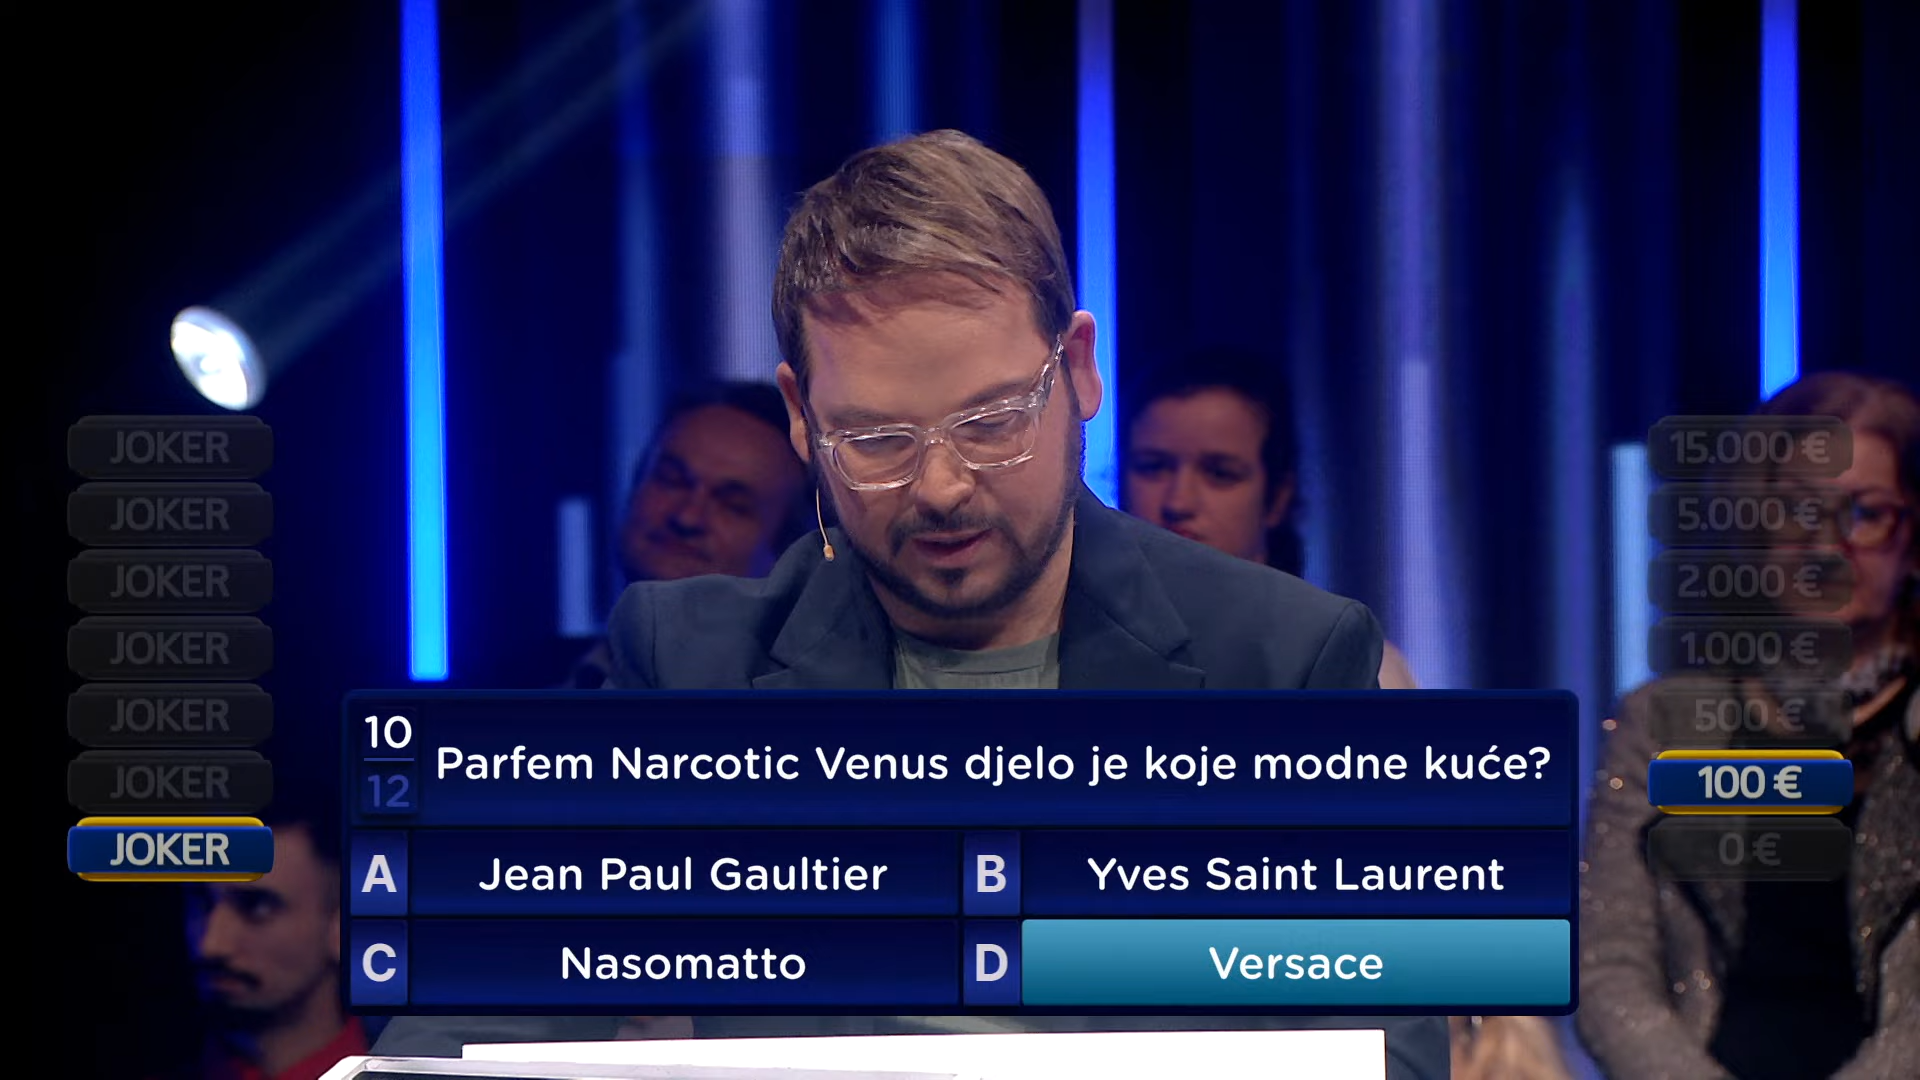 JOKER
JOKER
JOKER
JOKER
JOKER
JOKER
JOKER
15.000 €
5.000 €
2.000 €
1.000 €
500 €
100 €
0 €
10
12
Parfem Narcotic Venus djelo je koje modne kuće?
A Jean Paul Gaultier
B Yves Saint Laurent
C Nasomatto
D Versace